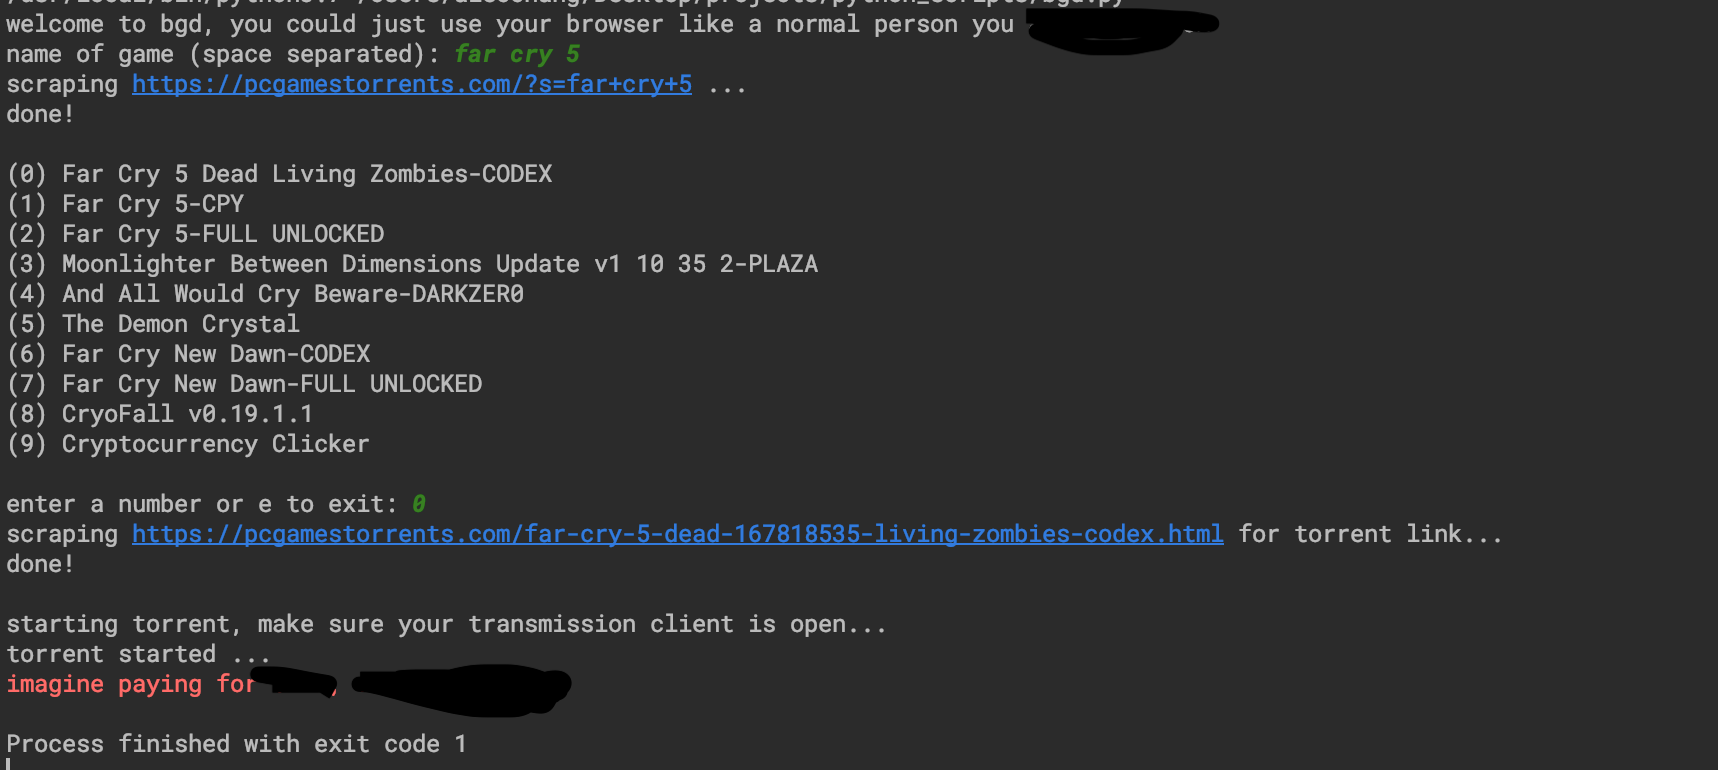 welcome to bgd, you could just use your browser like a normal person you
name of game (space separated): far cry 5
scraping https://pcgamestorrents.com/?s=far+cry+5 ...
done!
(0) Far Cry 5 Dead Living Zombies-CODEX
(1) Far Cry 5-CPY
(2) Far Cry 5-FULL UNLOCKED
(3) Moonlighter Between Dimensions Update v1 10 35 2-PLAZA
(4) And All Would Cry Beware-DARKZER0
(5) The Demon Crystal
(6) Far Cry New Dawn-CODEX
(7) Far Cry New Dawn-FULL UNLOCKED
(8) CryoFall v0.19.1.1
(9) Cryptocurrency Clicker
enter a number or e to exit: 0
scraping https://pcgamestorrents.com/far-cry-5-dead-167818535-living-zombies-codex.html for torrent link...
done!
starting torrent, make sure your transmission client is open...
torrent started ...
imagine paying for
Process finished with exit code 1